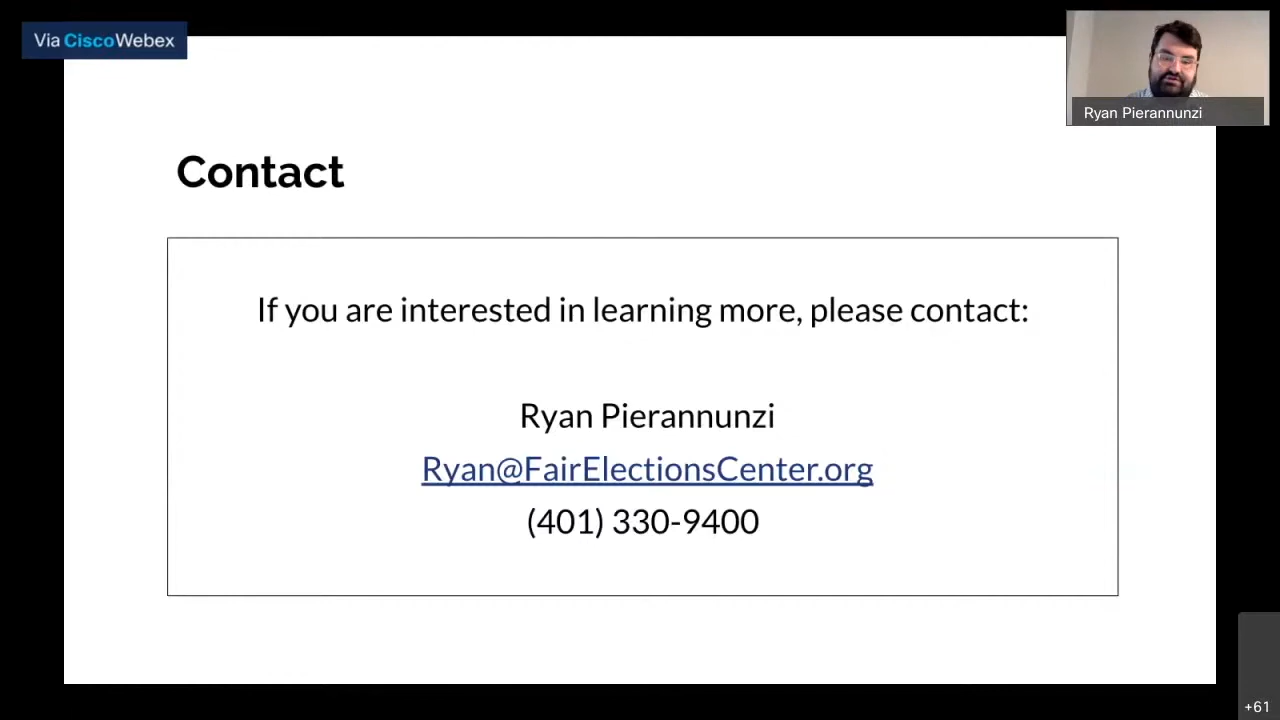 Via CiscoWebex
Ryan Pierannunzi
Contact
If you are interested in learning more, please contact:
Ryan Pierannunzi
Ryan@FairElectionsCenter.org
(401) 330-9400
+61